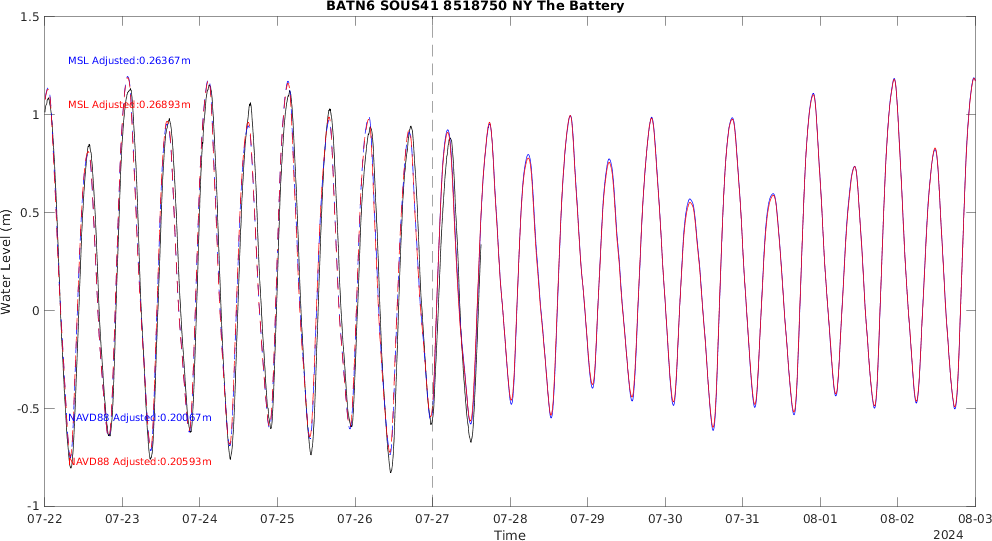 BATN6 SOUS41 8518750 NY The Battery
1.5
MSL Adjusted:0.26367m
MSL Adjusted:0.26893m
1
0.5
Water Level (m)
0
-0.5
NAVD88 Adjusted:0.20067m
NAVD88 Adjusted:0.20593m
-1
07-22 07-23 07-24 07-25 07-26 07-27 07-28 07-29 07-30 07-31 08-01 08-02 08-03
Time
2024